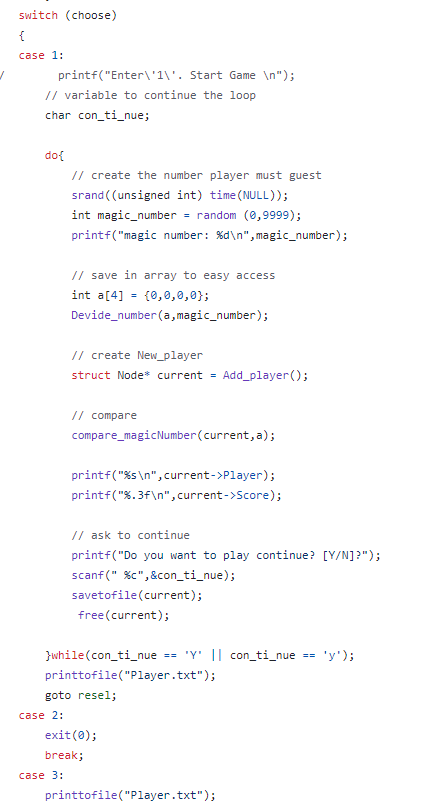 switch (choose)
{
case 1:
/ printf("Enter\'1\'. Start Game \n");
// variable to continue the loop
char con_ti_nue;
do{
// create the number player must guest
srand((unsigned int) time(NULL));
int magic_number = random (0,9999);
printf("magic number: %d\n",magic_number);
// save in array to easy access
int a[4] = {0,0,0,0};
Devide_number(a,magic_number);
// create New_player
struct Node* current = Add_player();
// compare
compare_magicNumber(current,a);
printf("%s\n",current->Player);
printf("%.3f\n",current->Score);
// ask to continue
printf("Do you want to play continue? [Y/N]?");
scanf(" %c",&con_ti_nue);
savetofile(current);
free(current);
}while(con_ti_nue == 'Y' || con_ti_nue == 'y');
printtofile("Player.txt");
goto resel;
case 2:
exit(0);
break;
case 3:
printtofile("Player.txt");